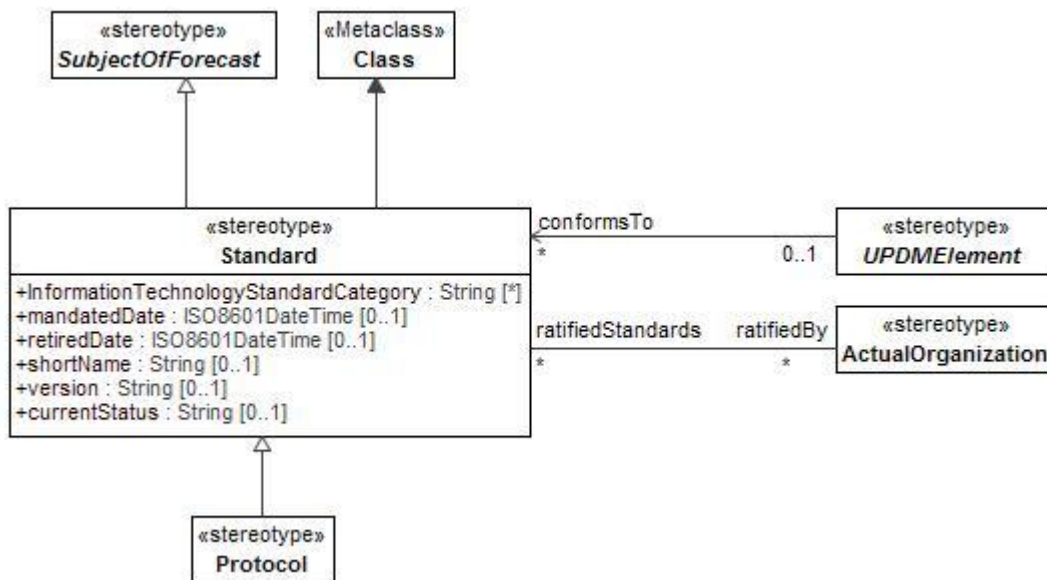 «stereotype»
SubjectOfForecast
«Metaclass»
Class
«stereotype»
Standard
+InformationTechnologyStandardCategory : String [*]
+mandatedDate : ISO8601DateTime [0..1]
+retiredDate : ISO8601DateTime [0..1]
+shortName : String [0..1]
+version : String [0..1]
+currentStatus : String [0..1]
conformsTo
*
0..1
«stereotype»
UPDMElement
ratifiedStandards
*
ratifiedBy
*
«stereotype»
ActualOrganization
«stereotype»
Protocol